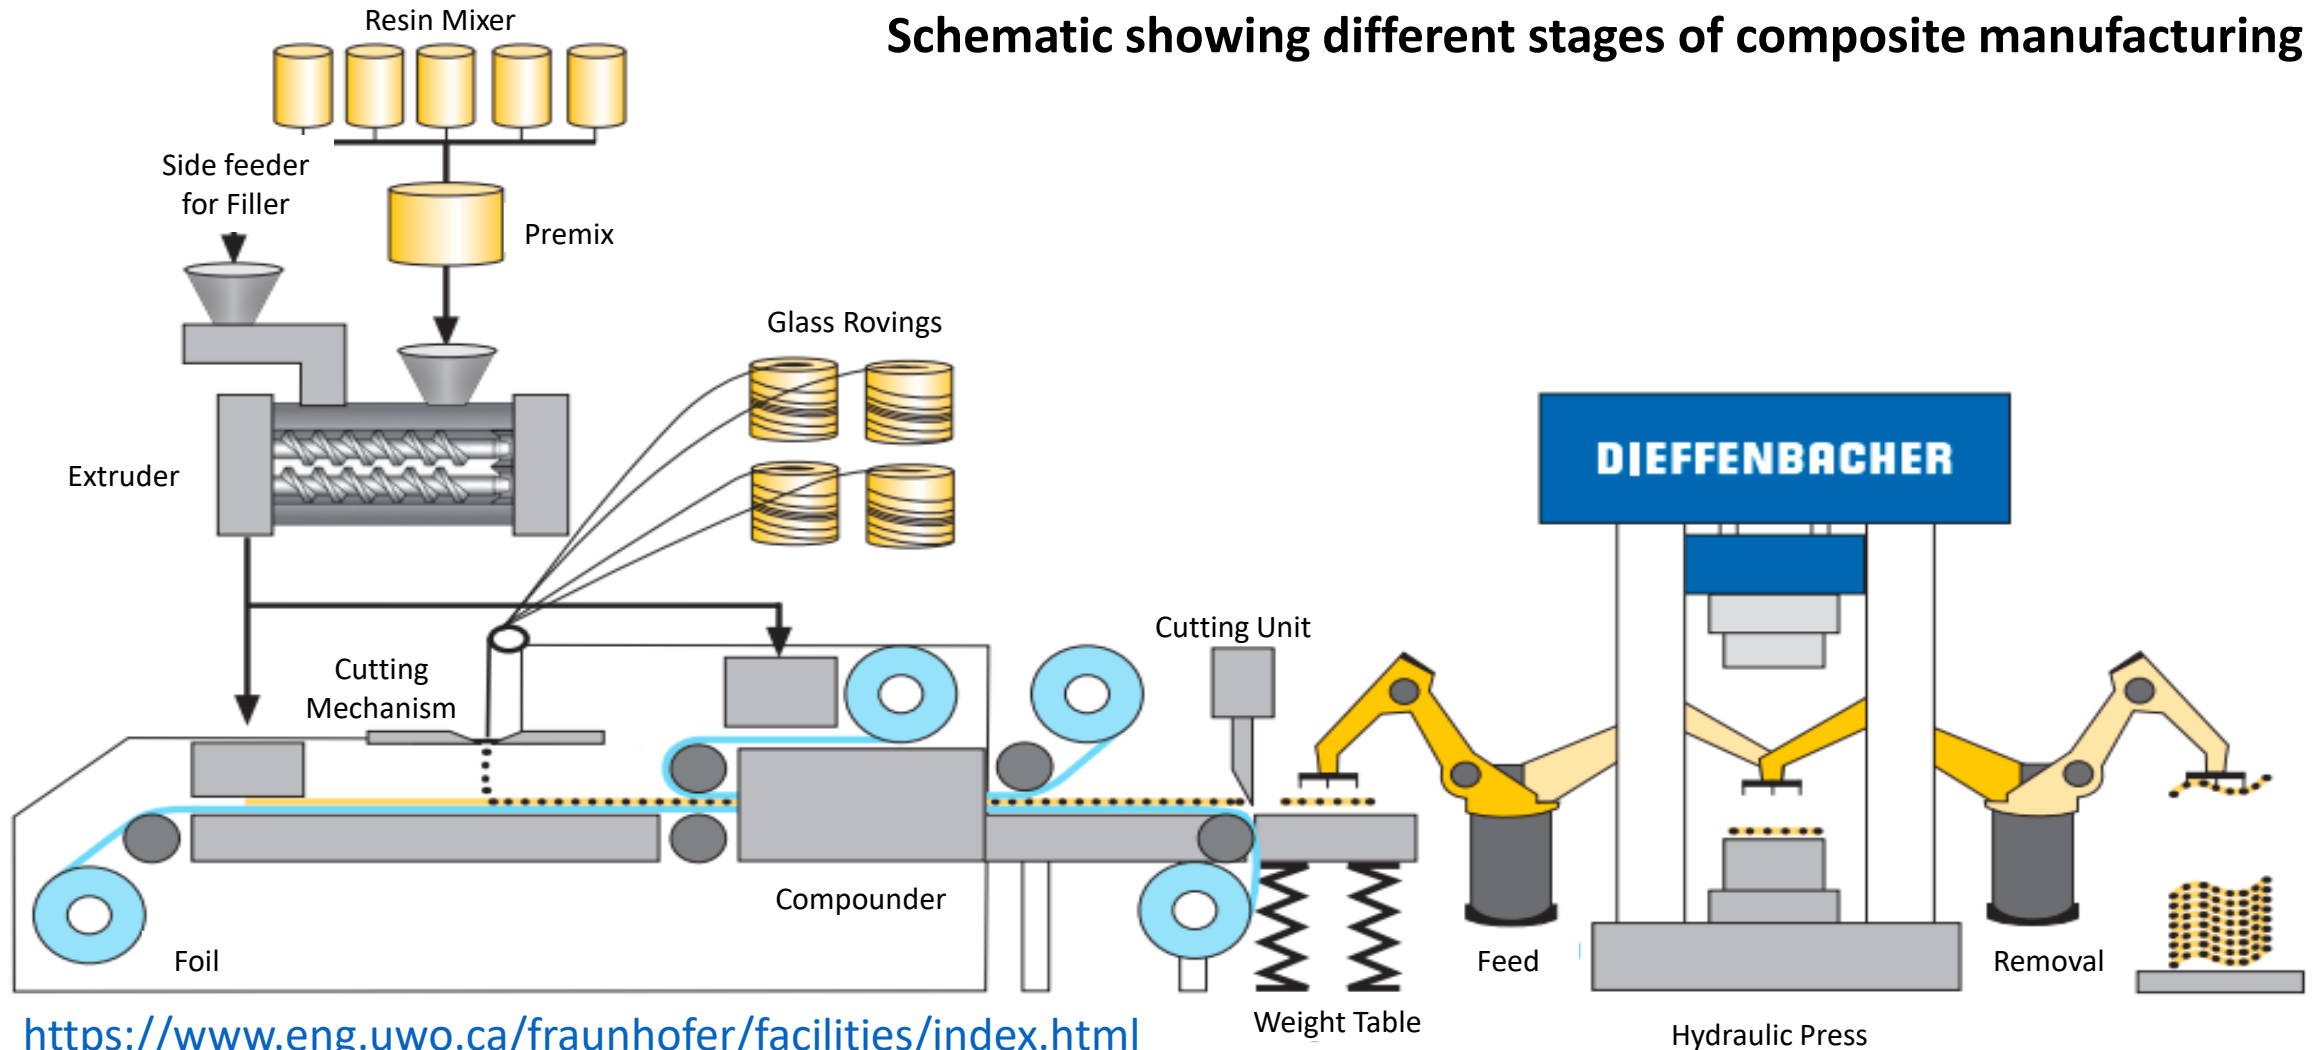 Schematic showing different stages of composite manufacturing
Resin Mixer
Side feeder
for Filler
Premix
Glass Rovings
Extruder
DIEFFENBACHER
Cutting Unit
Cutting
Mechanism
Compounder
Foil
Feed
Removal
Weight Table
Hydraulic Press
https://www.eng.uwo.ca/fraunhofer/facilities/index.html